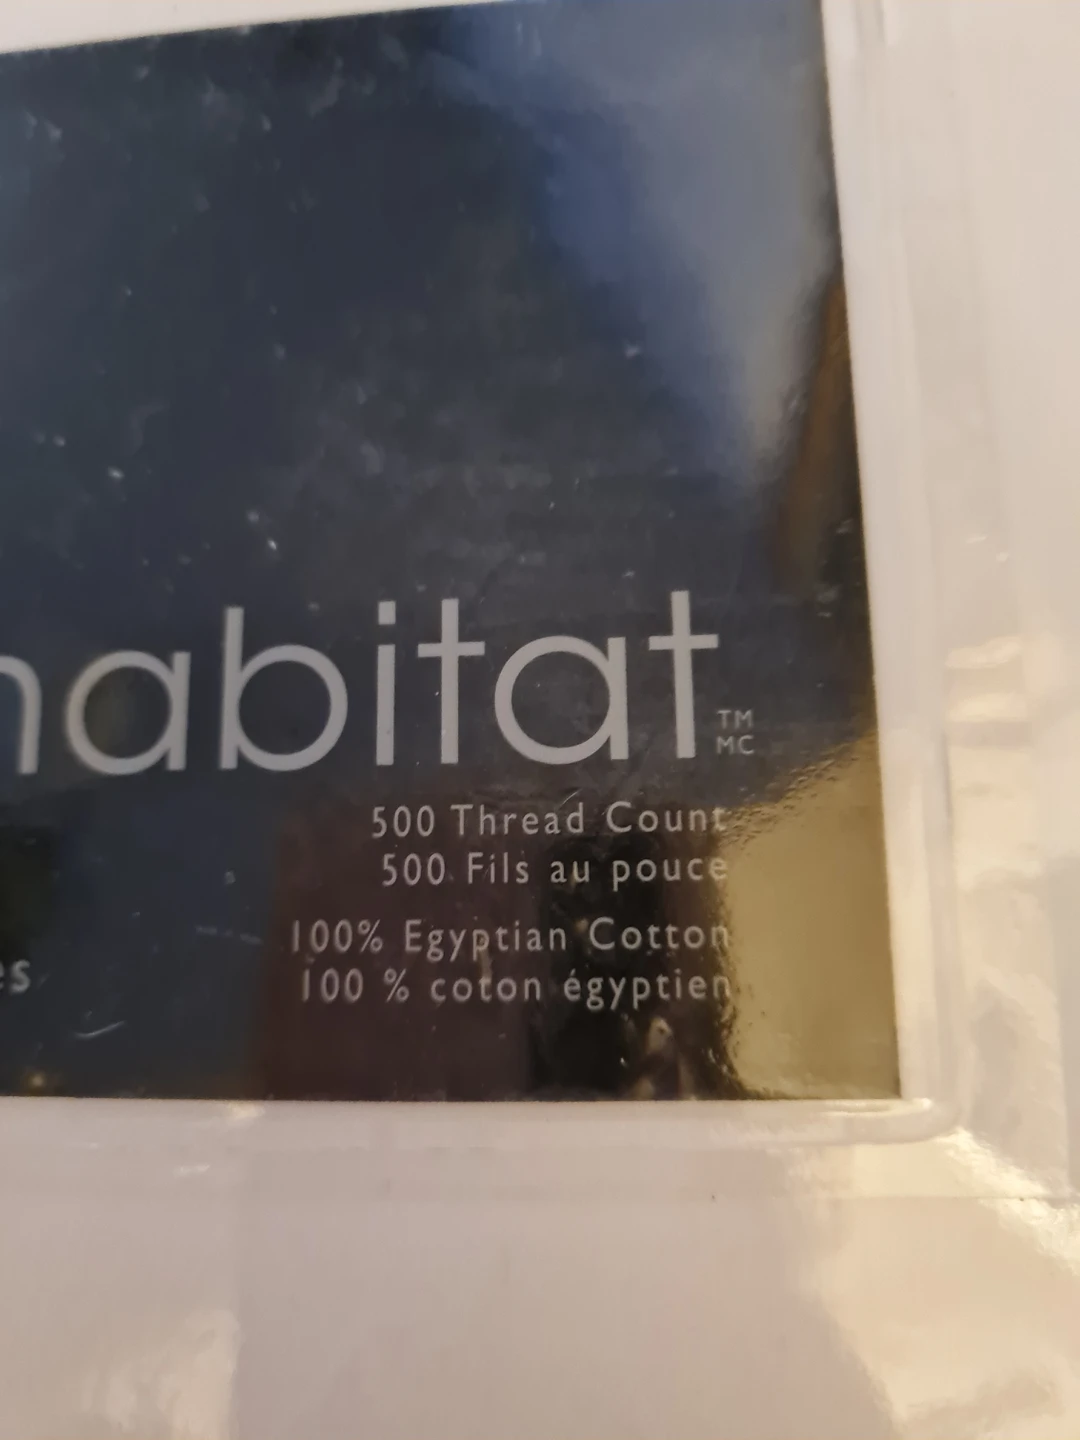 habitat TM MC
500 Thread Count
500 Fils au pouce
100% Egyptian Cotton
100 % coton égyptien